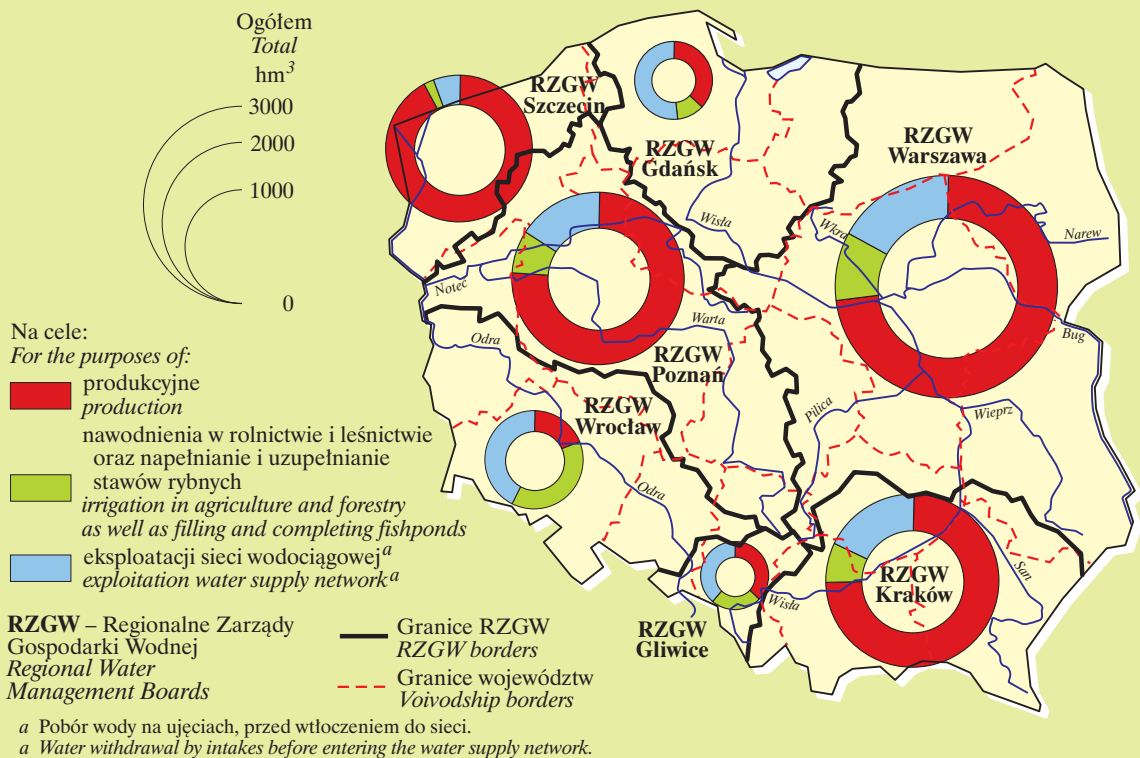 Ogółem
Total
hm3
3000
2000
1000
0
Na cele:
For the purposes of:
produkcyjne
production
nawodnienia w rolnictwie i leśnictwie
oraz napełnianie i uzupełnianie
stawów rybnych
irrigation in agriculture and forestry
as well as filling and completing fishponds
eksploatacji sieci wodociągowej a
exploitation water supply network a
RZGW – Regionalne Zarządy
Gospodarki Wodnej
Regional Water
Management Boards
Granice RZGW
RZGW borders
Granice województw
Voivodship borders
a Pobór wody na ujęciach, przed wtłoczeniem do sieci.
a Water withdrawal by intakes before entering the water supply network.
RZGW
Szczecin
RZGW
Gdańsk
RZGW
Warszawa
Wisła
Wkra
Narew
Noteć
Warta
Bug
Odra
RZGW
Poznań
RZGW
Wrocław
Pilica
Wieprz
Odra
RZGW
Kraków
San
Wisła
RZGW
Gliwice